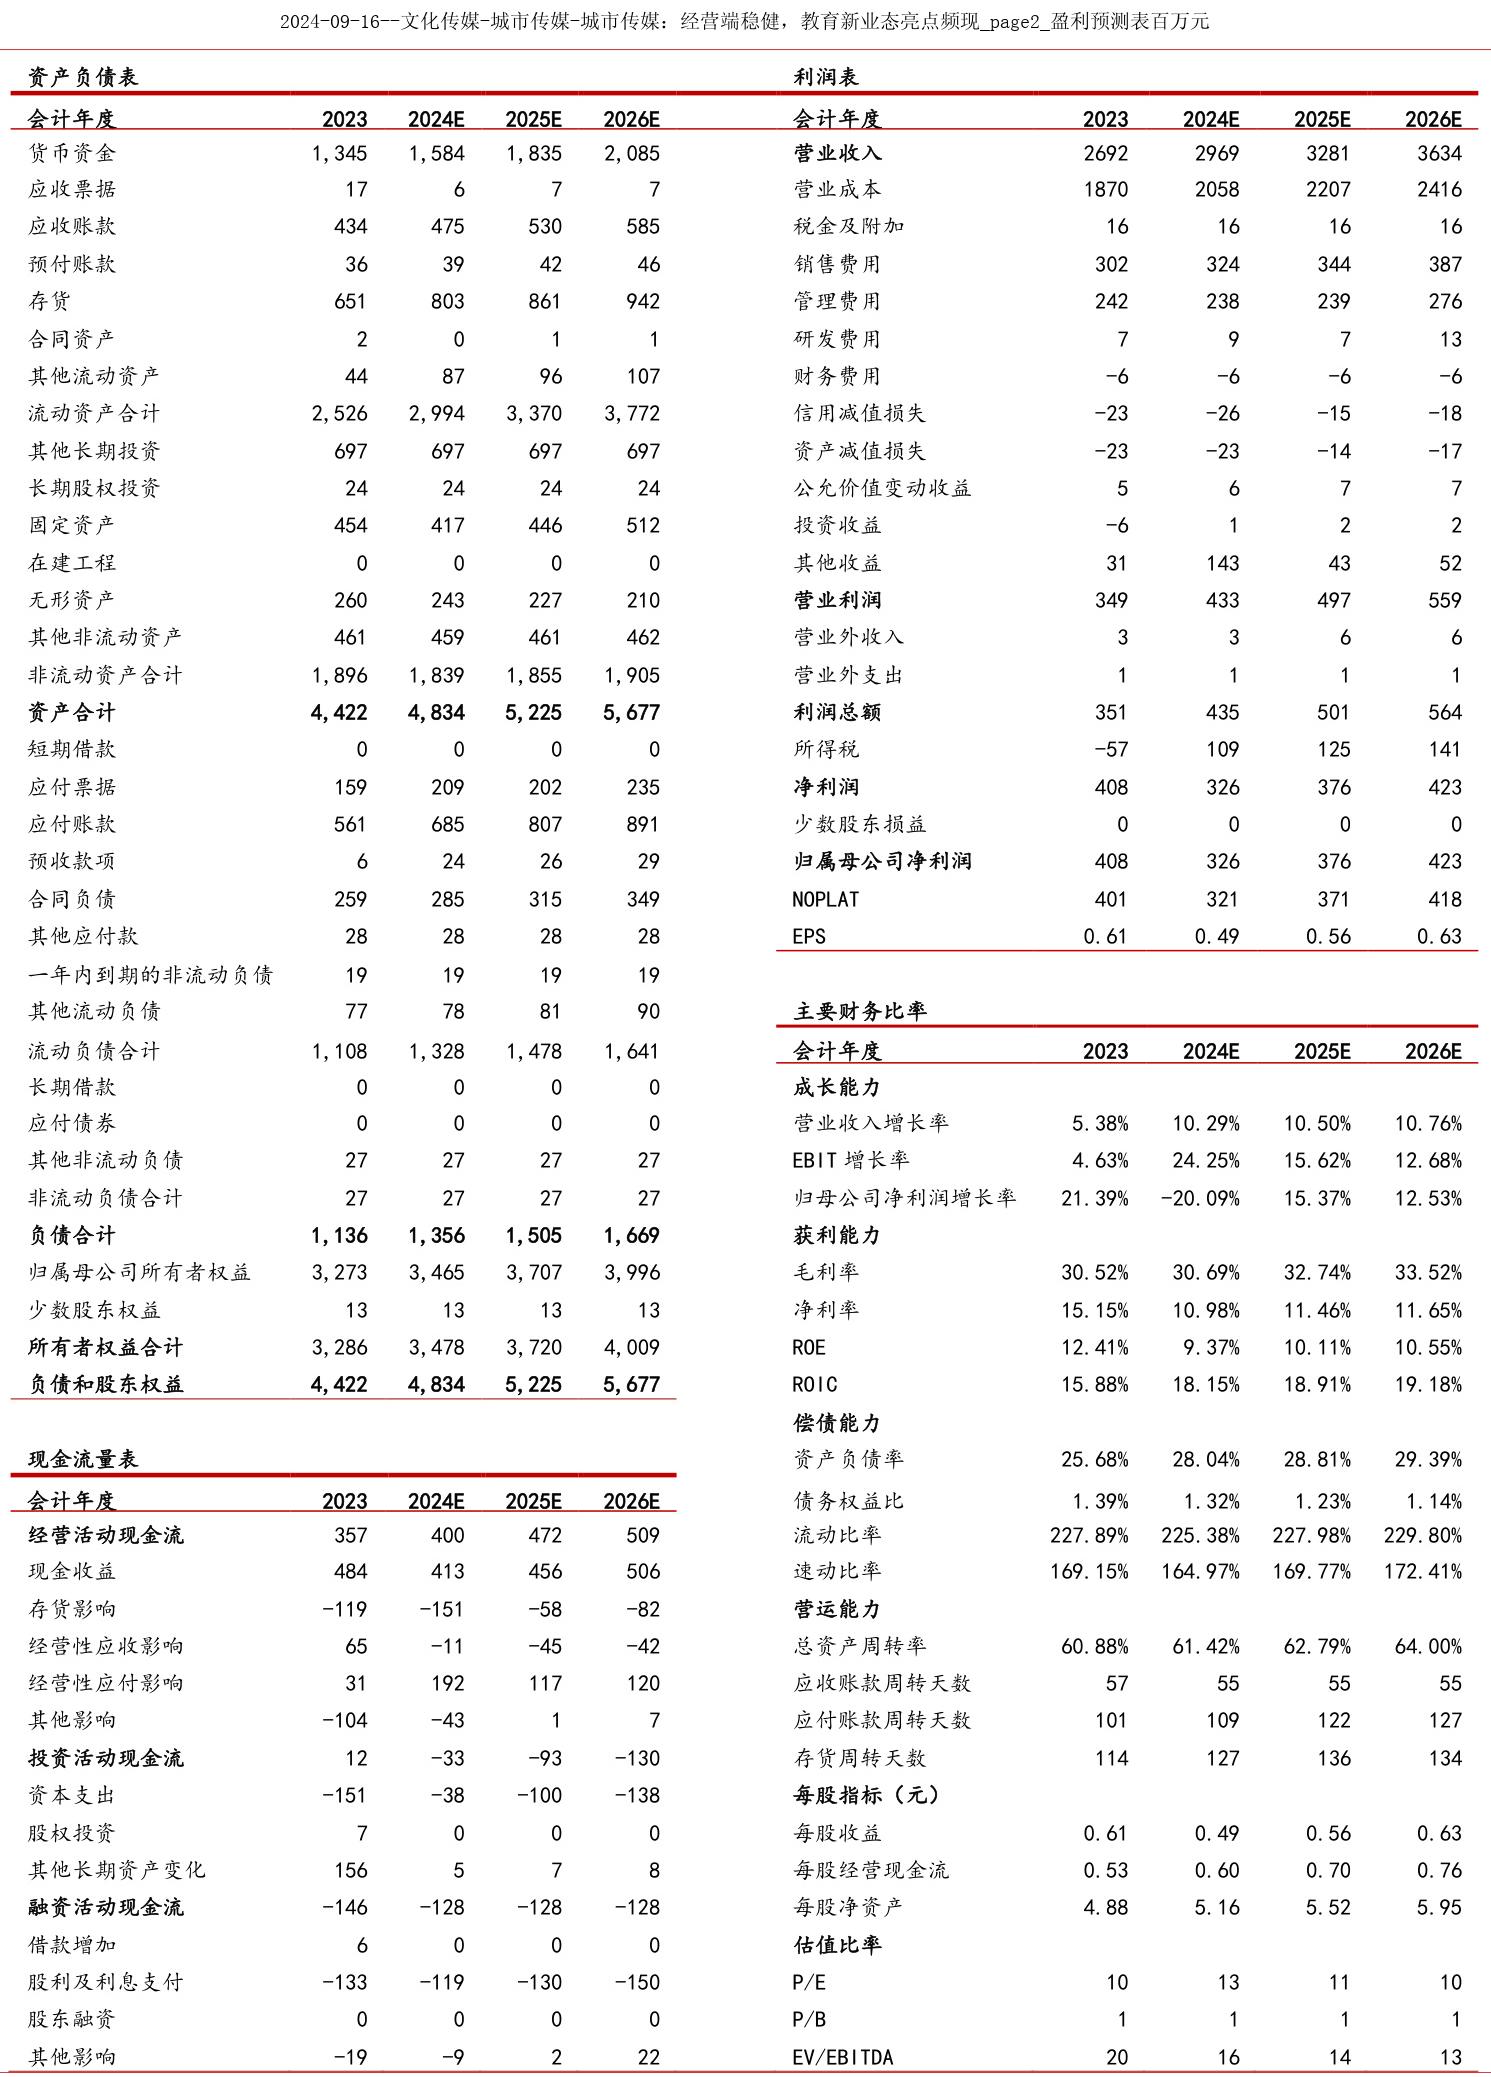 2024-09-16--文化传媒-城市传媒-城市传媒：经营端稳健，教育新业态亮点频现_page2_盈利预测表百万元
资产负债表
会计年度 2023 2024E 2025E 2026E
货币资金 1,345 1,584 1,835 2,085
应收票据 17 6 7 7
应收账款 434 475 530 585
预付账款 36 39 42 46
存货 651 803 861 942
合同资产 2 0 1 1
其他流动资产 44 87 96 107
流动资产合计 2,526 2,994 3,370 3,772
其他长期投资 697 697 697 697
长期股权投资 24 24 24 24
固定资产 454 417 446 512
在建工程 0 0 0 0
无形资产 260 243 227 210
其他非流动资产 461 459 461 462
非流动资产合计 1,896 1,839 1,855 1,905
资产合计 4,422 4,834 5,225 5,677
短期借款 0 0 0 0
应付票据 159 209 202 235
应付账款 561 685 807 891
预收款项 6 24 26 29
合同负债 259 285 315 349
其他应付款 28 28 28 28
一年内到期的非流动负债 19 19 19 19
其他流动负债 77 78 81 90
流动负债合计 1,108 1,328 1,478 1,641
长期借款 0 0 0 0
应付债券 0 0 0 0
其他非流动负债 27 27 27 27
非流动负债合计 27 27 27 27
负债合计 1,136 1,356 1,505 1,669
归属母公司所有者权益 3,273 3,465 3,707 3,996
少数股东权益 13 13 13 13
所有者权益合计 3,286 3,478 3,720 4,009
负债和股东权益 4,422 4,834 5,225 5,677
现金流量表
会计年度 2023 2024E 2025E 2026E
经营活动现金流 357 400 472 509
现金收益 484 413 456 506
存货影响 -119 -151 -58 -82
经营性应收影响 65 -11 -45 -42
经营性应付影响 31 192 117 120
其他影响 -104 -43 1 7
投资活动现金流 12 -33 -93 -130
资本支出 -151 -38 -100 -138
股权投资 7 0 0 0
其他长期资产变化 156 5 7 8
融资活动现金流 -146 -128 -128 -128
借款增加 6 0 0 0
股利及利息支付 -133 -119 -130 -150
股东融资 0 0 0 0
其他影响 -19 -9 2 22
利润表
会计年度 2023 2024E 2025E 2026E
营业收入 2692 2969 3281 3634
营业成本 1870 2058 2207 2416
税金及附加 16 16 16 16
销售费用 302 324 344 387
管理费用 242 238 239 276
研发费用 7 9 7 13
财务费用 -6 -6 -6 -6
信用减值损失 -23 -26 -15 -18
资产减值损失 -23 -23 -14 -17
公允价值变动收益 5 6 7 7
投资收益 -6 1 2 2
其他收益 31 143 43 52
营业利润 349 433 497 559
营业外收入 3 3 6 6
营业外支出 1 1 1 1
利润总额 351 435 501 564
所得税 -57 109 125 141
净利润 408 326 376 423
少数股东损益 0 0 0 0
归属母公司净利润 408 326 376 423
NOPLAT 401 321 371 418
EPS 0.61 0.49 0.56 0.63
主要财务比率
会计年度 2023 2024E 2025E 2026E
成长能力
营业收入增长率 5.38% 10.29% 10.50% 10.76%
EBIT增长率 4.63% 24.25% 15.62% 12.68%
归母公司净利润增长率 21.39% -20.09% 15.37% 12.53%
获利能力
毛利率 30.52% 30.69% 32.74% 33.52%
净利率 15.15% 10.98% 11.46% 11.65%
ROE 12.41% 9.37% 10.11% 10.55%
ROIC 15.88% 18.15% 18.91% 19.18%
偿债能力
资产负债率 25.68% 28.04% 28.81% 29.39%
债务权益比 1.39% 1.32% 1.23% 1.14%
流动比率 227.89% 225.38% 227.98% 229.80%
速动比率 169.15% 164.97% 169.77% 172.41%
营运能力
总资产周转率 60.88% 61.42% 62.79% 64.00%
应收账款周转天数 57 55 55 55
应付账款周转天数 101 109 122 127
存货周转天数 114 127 136 134
每股指标（元）
每股收益 0.61 0.49 0.56 0.63
每股经营现金流 0.53 0.60 0.70 0.76
每股净资产 4.88 5.16 5.52 5.95
估值比率
P/E 10 13 11 10
P/B 1 1 1 1
EV/EBITDA 20 16 14 13